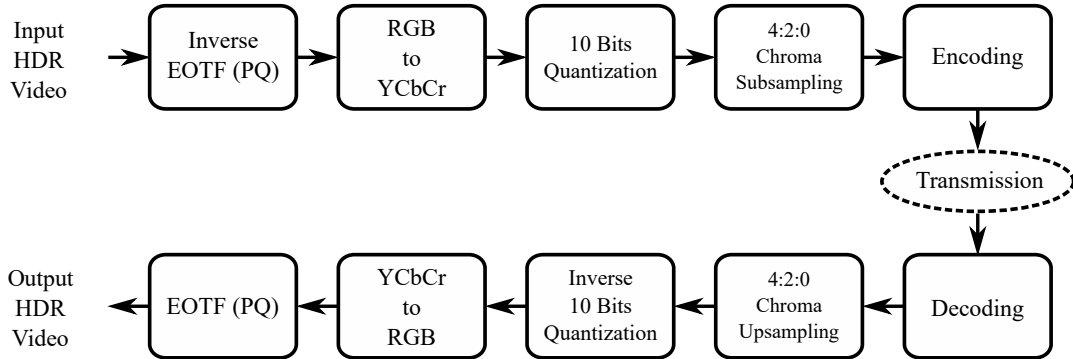 Input
HDR
Video
Inverse
EOTF (PQ)
RGB
to
YCbCr
10 Bits
Quantization
4:2:0
Chroma
Subsampling
Encoding
Transmission
Output
HDR
Video
EOTF (PQ)
YCbCr
to
RGB
Inverse
10 Bits
Quantization
4:2:0
Chroma
Upsampling
Decoding